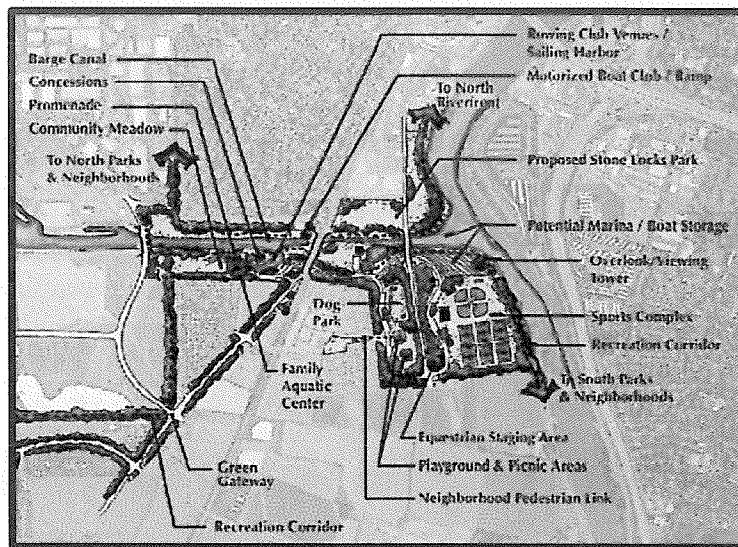 Rowing Club Venues /
Sailing Harbor
Barge Canal
Motorized Boat Club / Ramp
Concessions
To North
Riverfront
Promenade
Community Meadow
To North Parks
& Neighborhoods
Proposed Stone Locks Park
Potential Marina / Boat Storage
Overlook/Viewing
Tower
Dog
Park
Sports Complex
Recreation Corridor
Family
Aquatic
Center
To South Parks
& Neighborhoods
Equestrian Staging Area
Green
Gateway
Playground & Picnic Areas
Neighborhood Pedestrian Link
Recreation Corridor